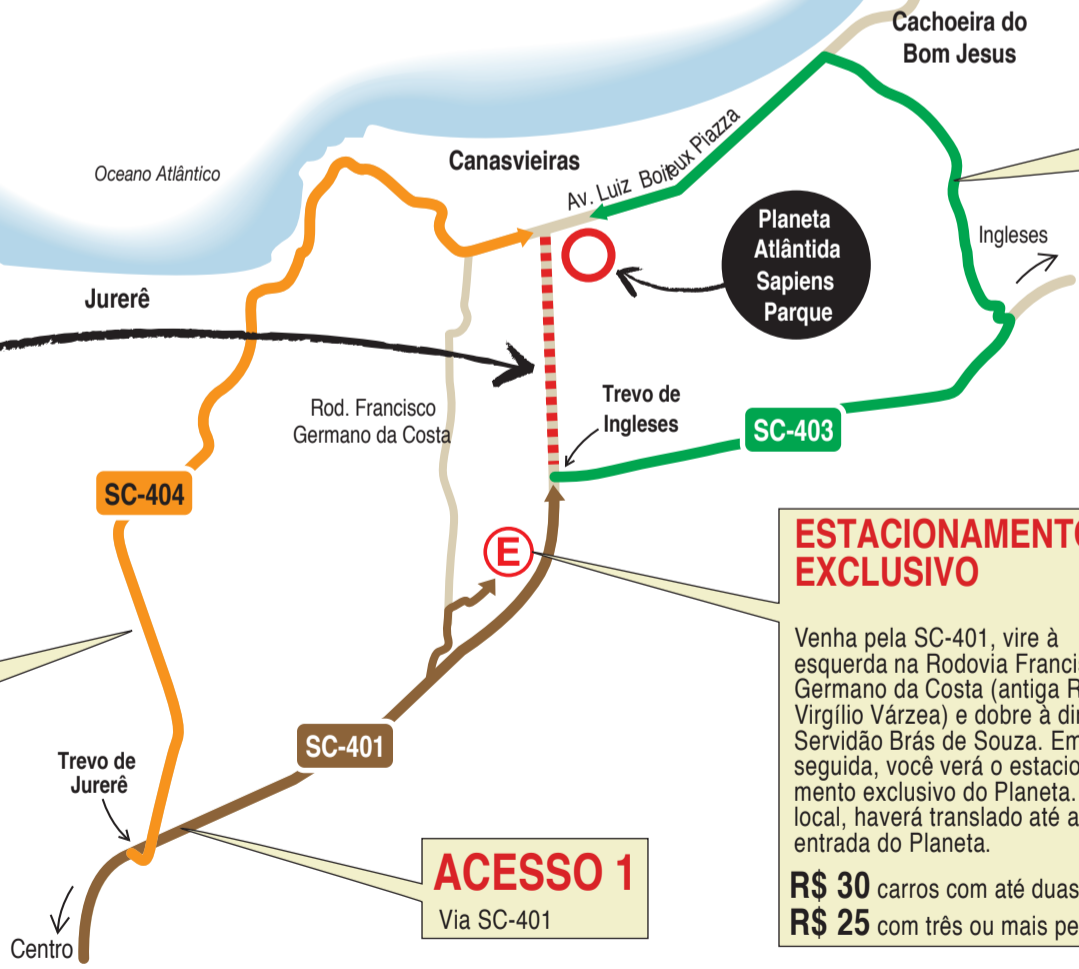 Cachoeira do
Bom Jesus
Oceano Atlântico
Canasvieiras
Av. Luiz Boiteux Piazza
Planeta
Atlântida
Sapiens
Parque
Ingleses
Jurerê
Rod. Francisco
Germano da Costa
Trevo de
Ingleses
SC-403
SC-404
E
ESTACIONAMENTO
EXCLUSIVO
Venha pela SC-401, vire à
esquerda na Rodovia Franci
Germano da Costa (antiga R
Virgílio Várzea) e dobre à di
Servidão Brás de Souza. Em
seguida, você verá o estacio
mento exclusivo do Planeta.
local, haverá translado até a
entrada do Planeta.
R$ 30 carros com até duas
R$ 25 com três ou mais pe
SC-401
Trevo de
Jurerê
ACESSO 1
Via SC-401
Centro